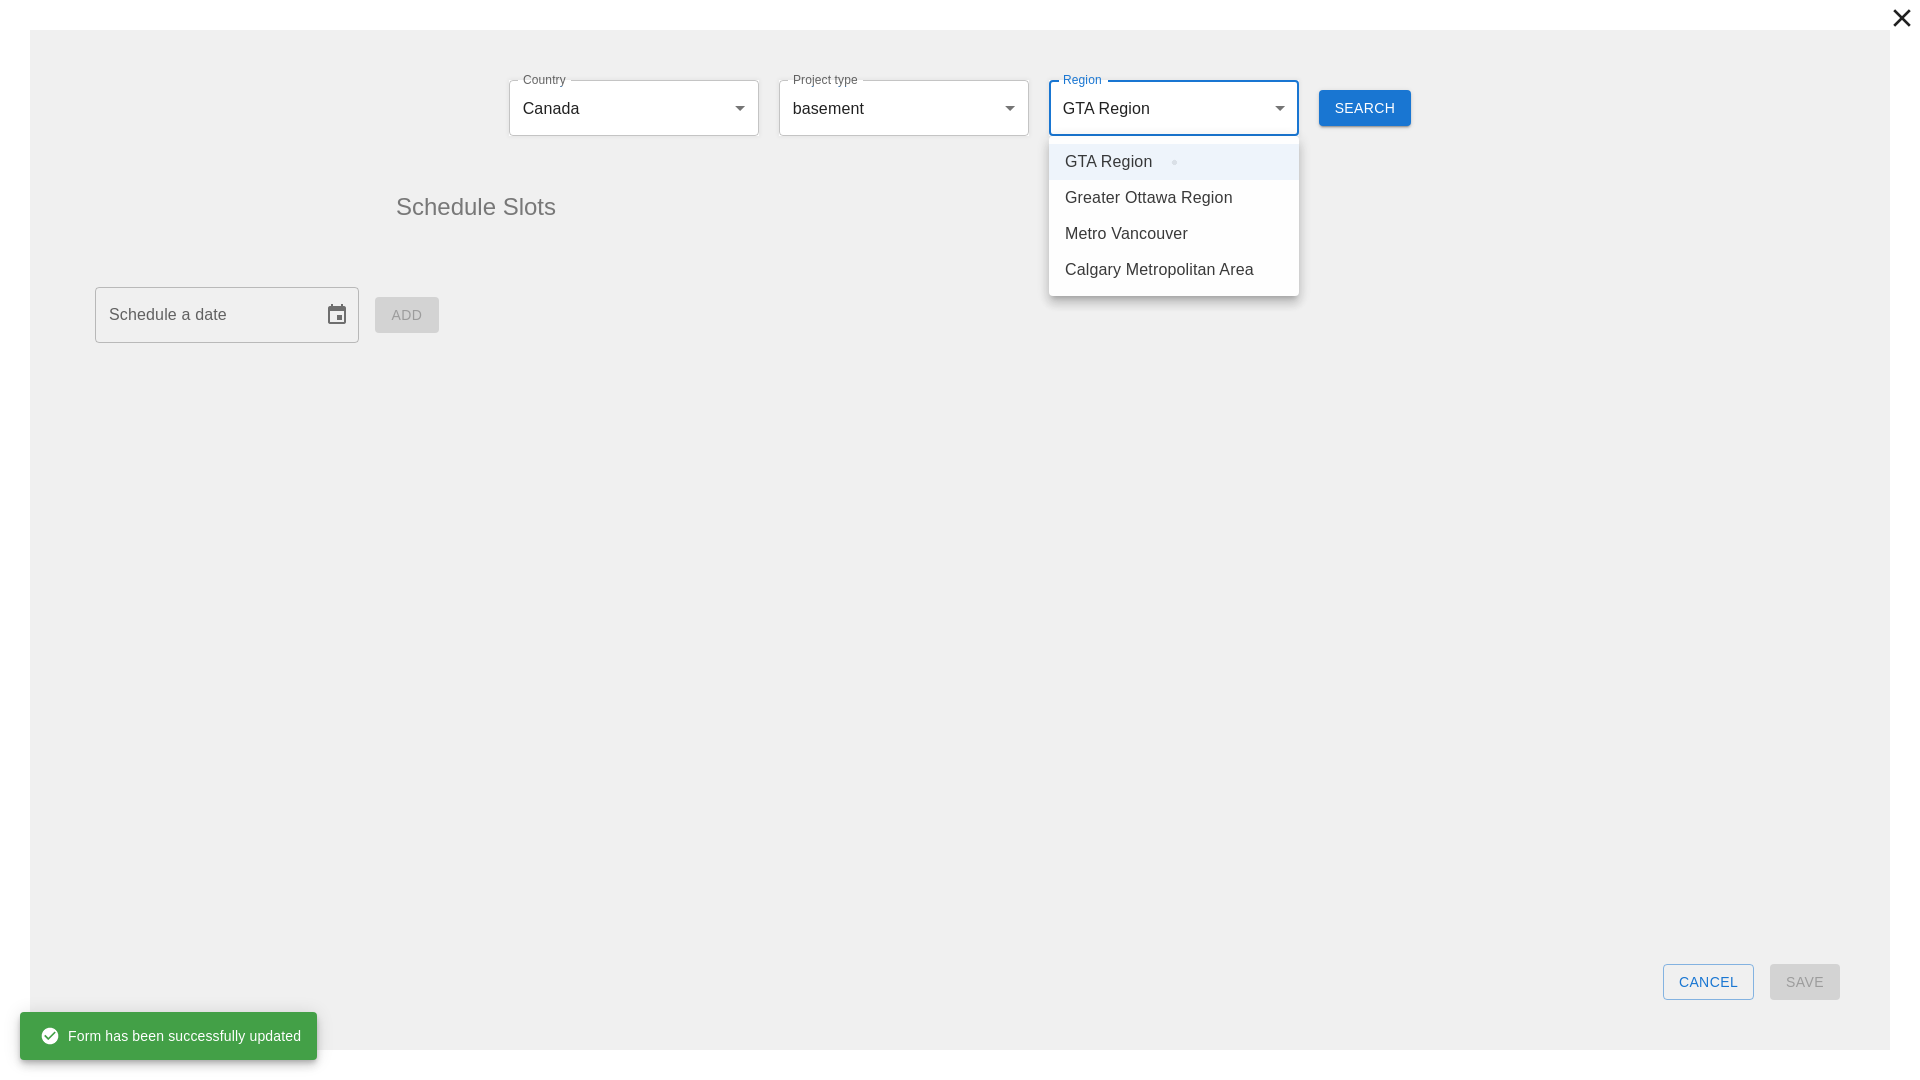 Country
Canada
Project type
basement
Region
GTA Region
SEARCH
GTA Region
Greater Ottawa Region
Metro Vancouver
Calgary Metropolitan Area
Schedule Slots
Schedule a date
ADD
CANCEL
SAVE
Form has been successfully updated